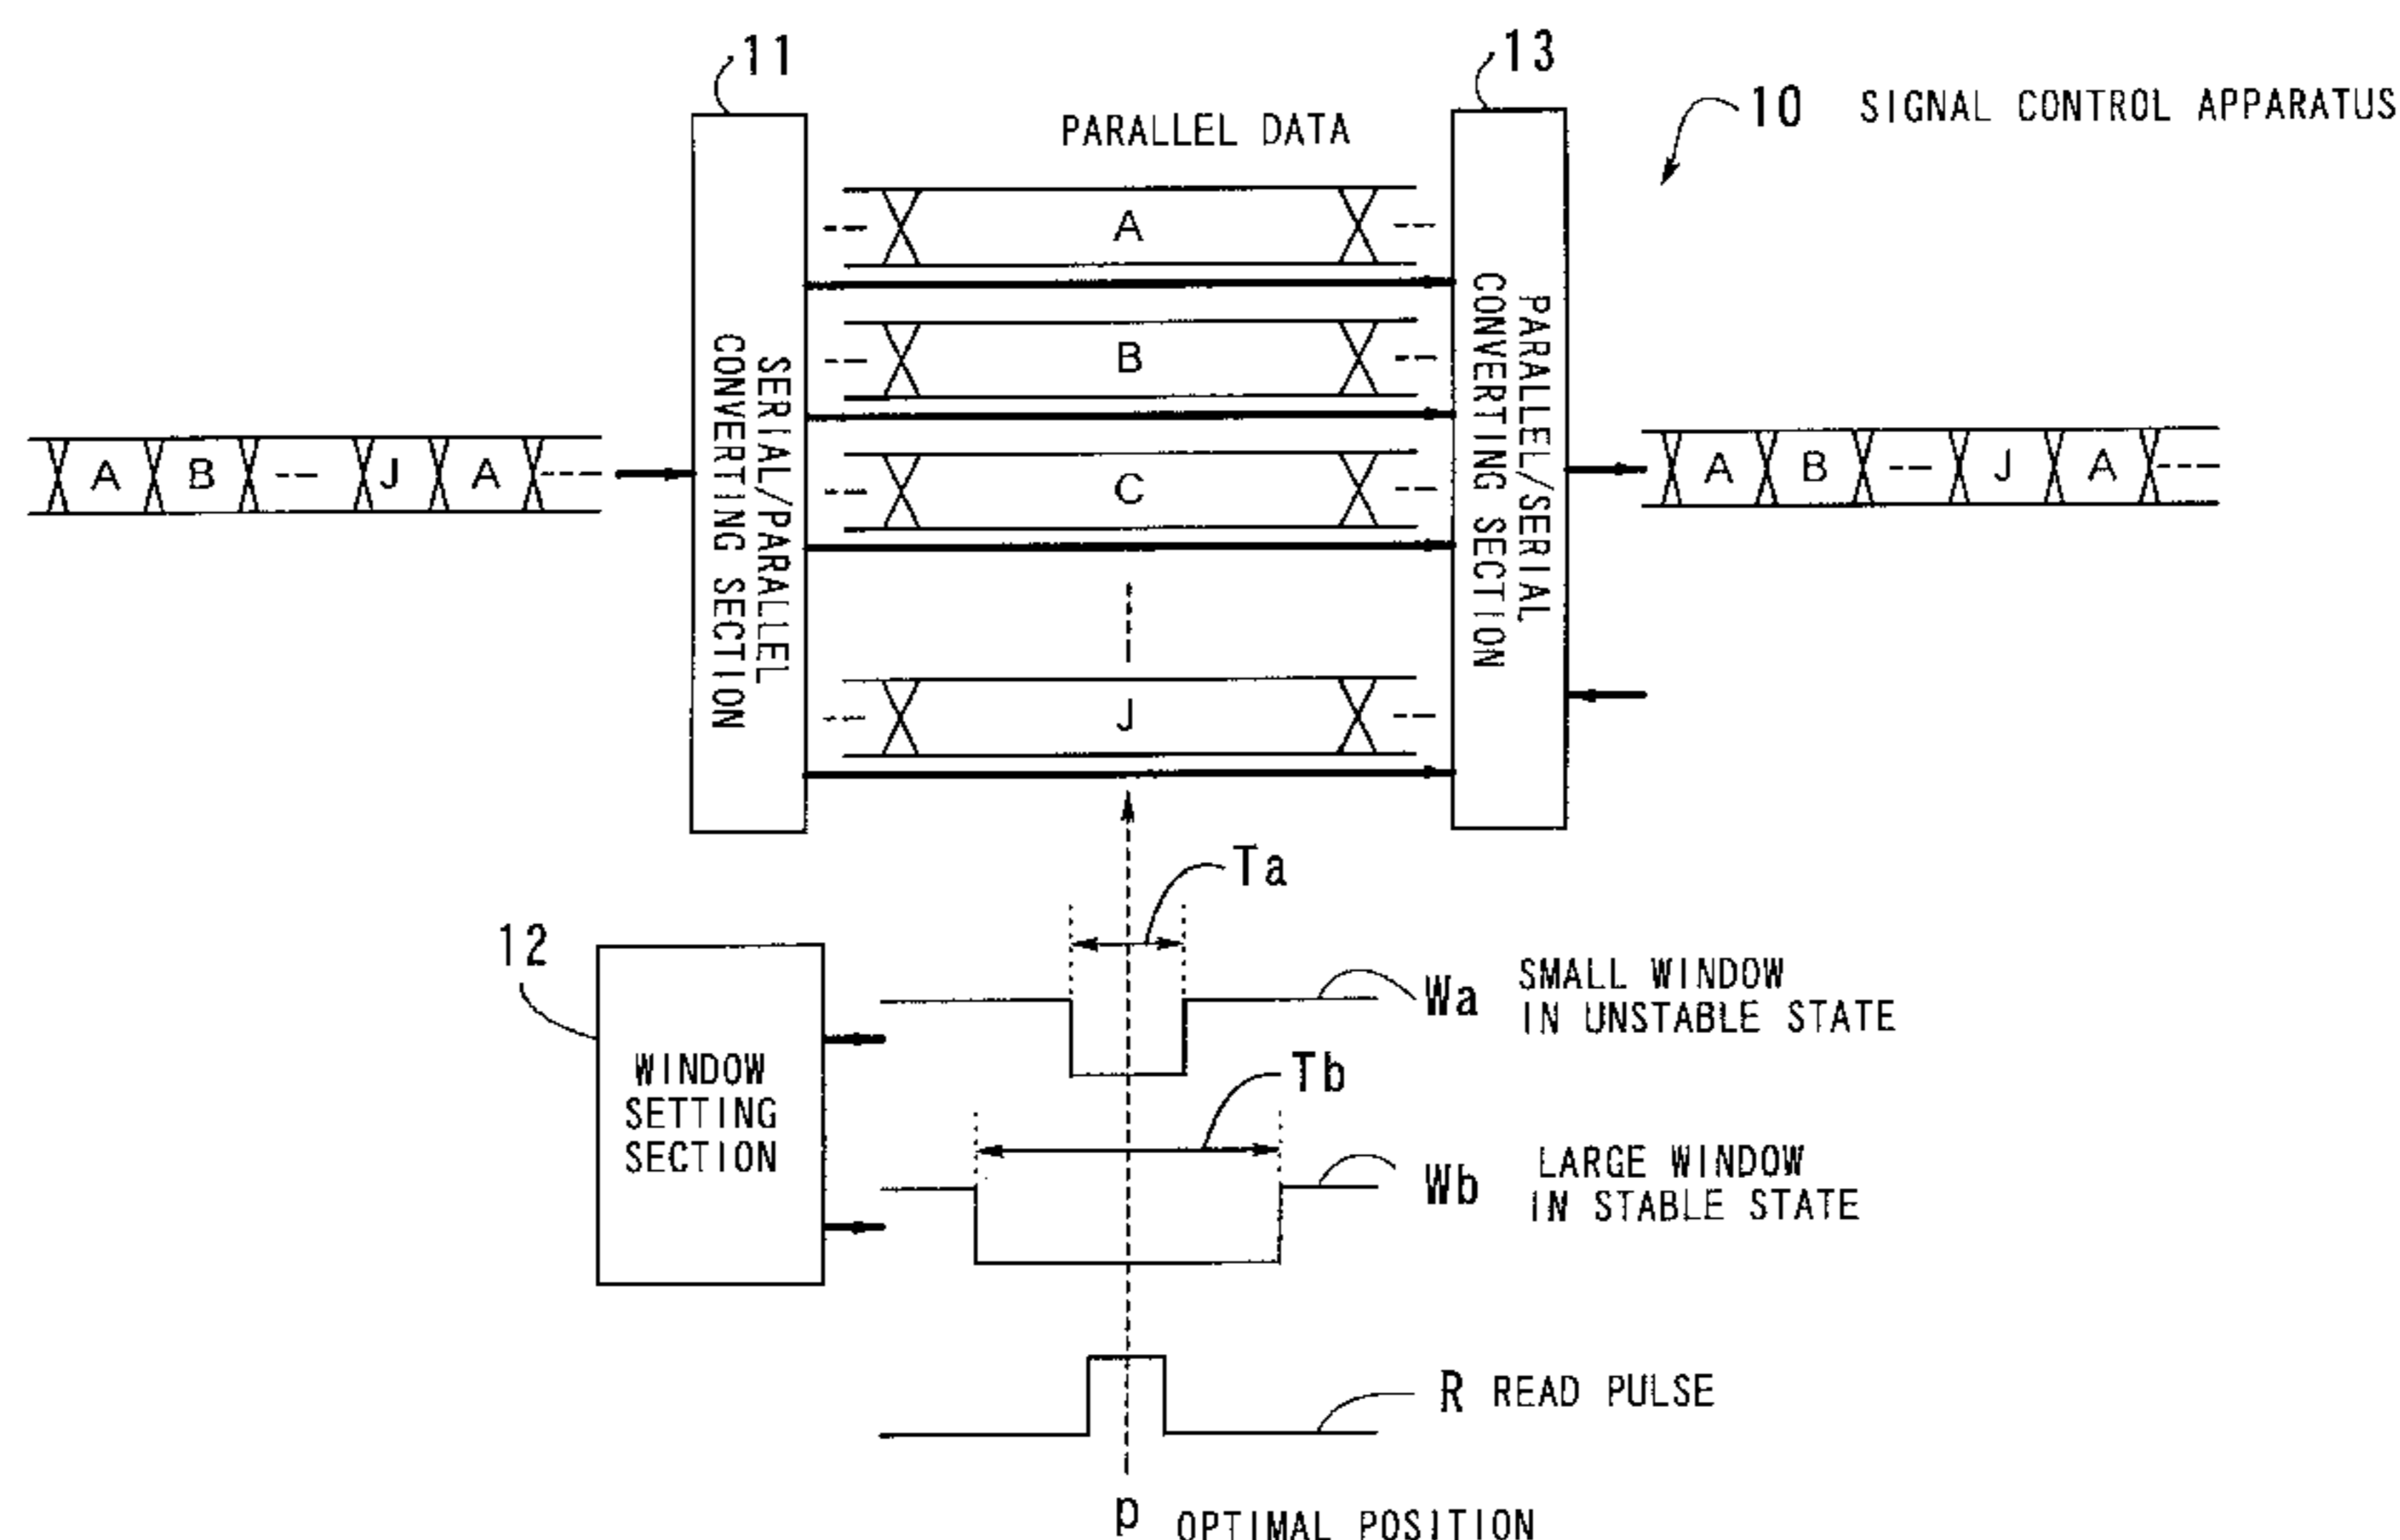 11
13
10 SIGNAL CONTROL APPARATUS
PARALLEL DATA
A
B
C
J
SERIAL/PARALLEL
CONVERTING SECTION
PARALLEL/SERIAL
CONVERTING SECTION
A B -- J A ---
A B -- J A ---
Ta
12
WINDOW
SETTING
SECTION
Wa SMALL WINDOW
IN UNSTABLE STATE
Tb
Wb LARGE WINDOW
IN STABLE STATE
R READ PULSE
p OPTIMAL POSITION